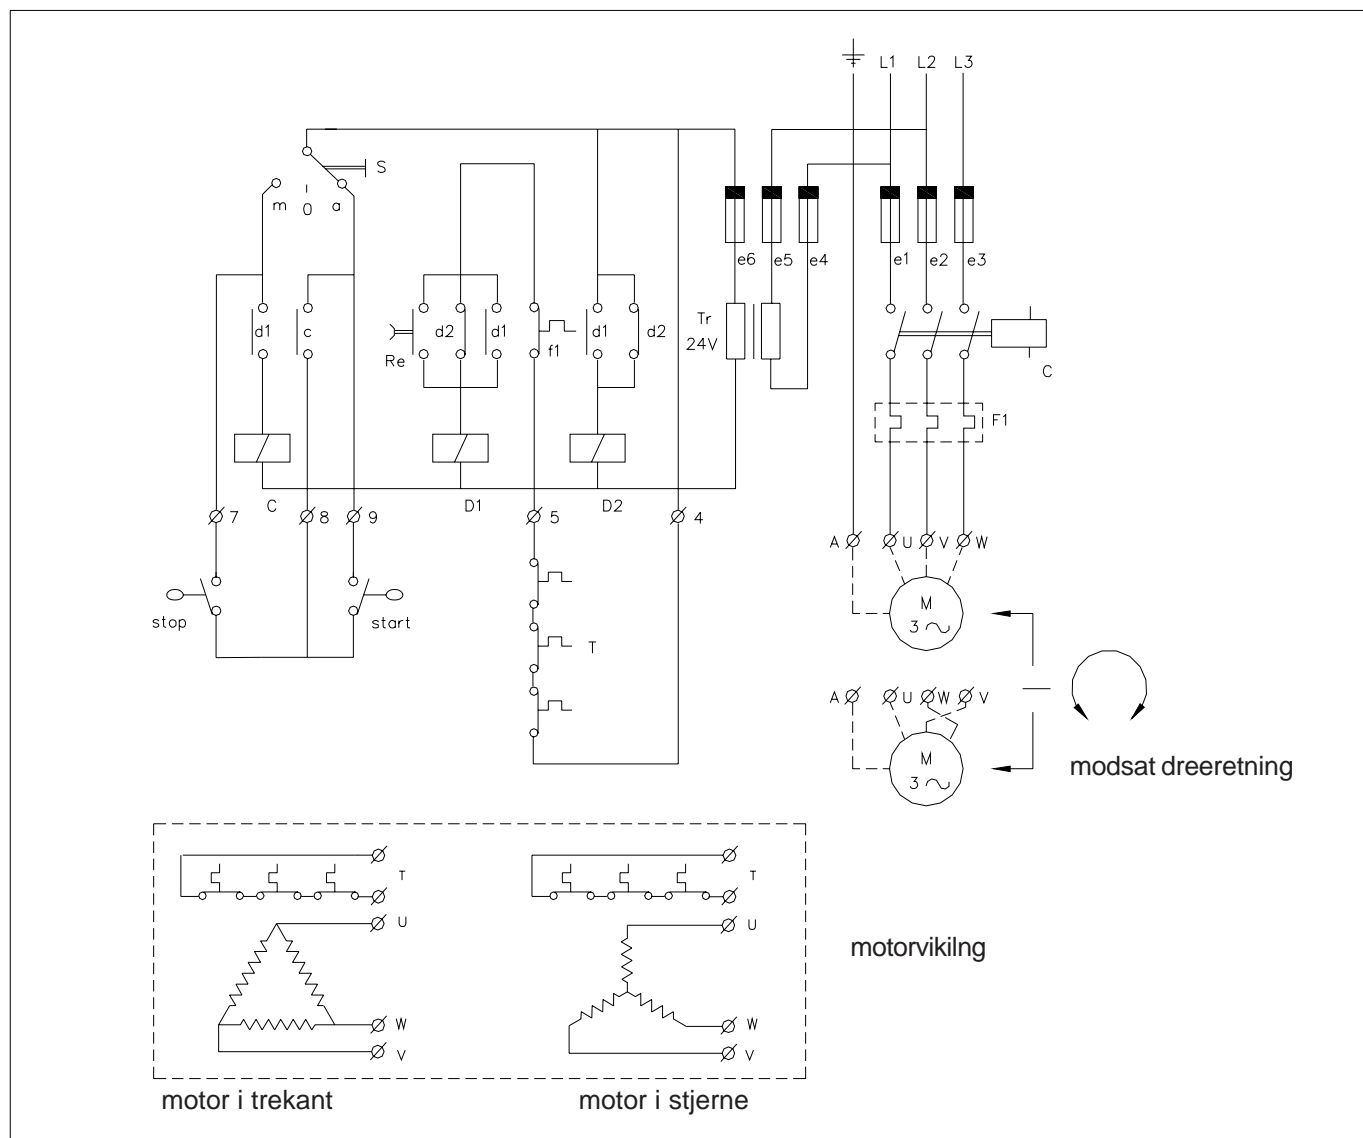 L1 L2 L3
S
m O a
e6 e5 e4 e1 e2 e3
d1 c d2 d1 d1 d2
Re f1
Tr
24V
C
F1
C D1 D2
7 8 9 5 4
A U V W
stop start
M
3
T
A U W V
M
3
modsat dreeretning
T T
U U
motorvikilng
W W
V V
motor i trekant motor i stjerne